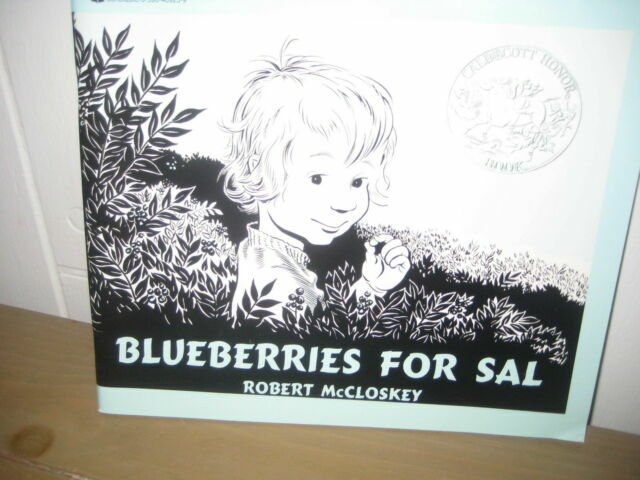 CALDECOTT HONOR
BOOK
BLUEBERRIES FOR SAL
ROBERT McCLOSKEY